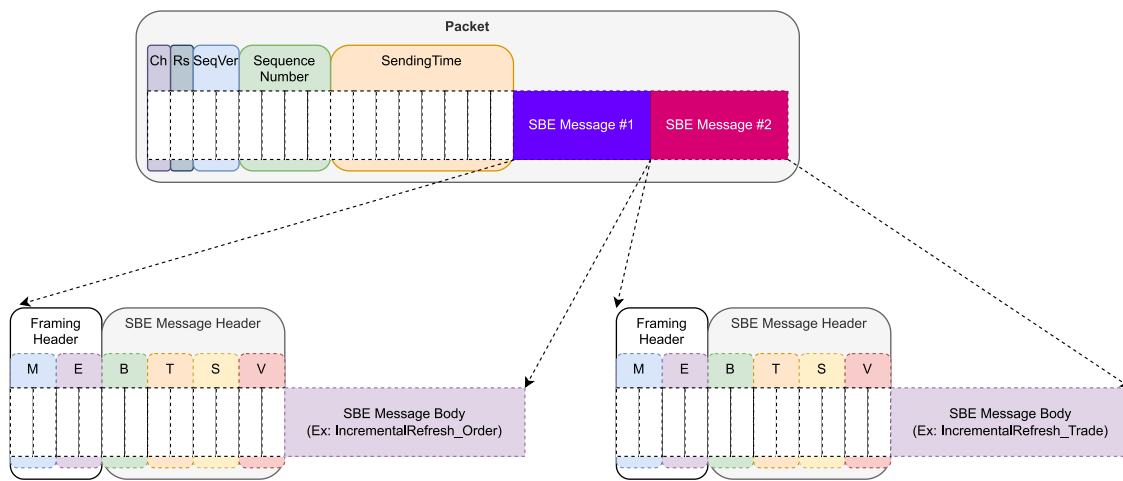 Packet
Ch Rs SeqVer Sequence SendingTime
Number
SBE Message #1 SBE Message #2
Framing SBE Message Header
Header
M E B T S V
SBE Message Body
(Ex: IncrementalRefresh_Order)
Framing SBE Message Header
Header
M E B T S V
SBE Message Body
(Ex: IncrementalRefresh_Trade)